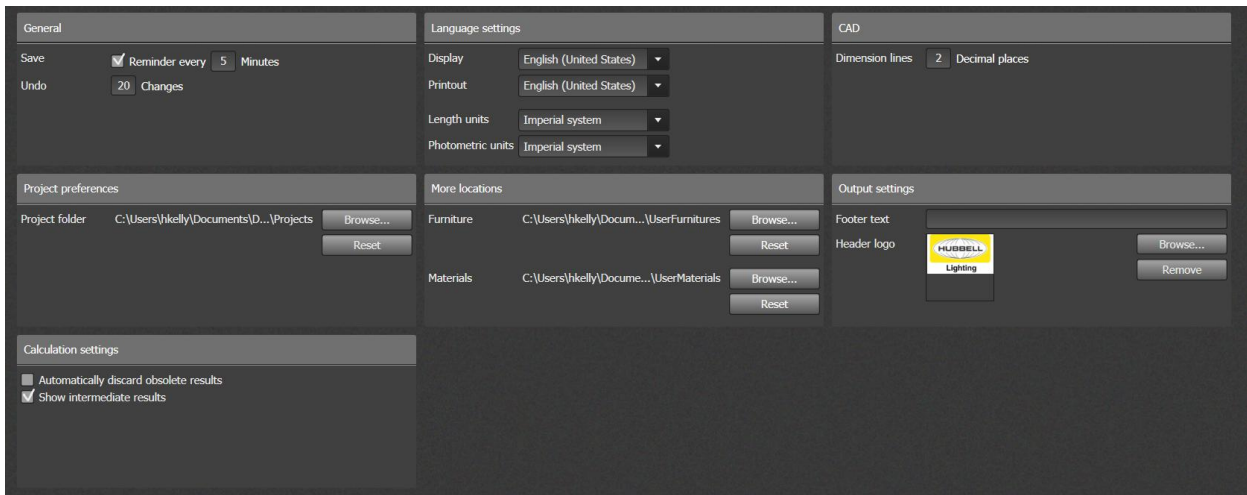 General
Save Reminder every 5 Minutes
Undo 20 Changes
Language settings
Display English (United States)
Printout English (United States)
Length units Imperial system
Photometric units Imperial system
CAD
Dimension lines 2 Decimal places
Project preferences
Project folder C:\Users\hkelly\Documents\D...\Projects Browse...
Reset
More locations
Furniture C:\Users\hkelly\Docum...\UserFurnitures Browse...
Reset
Materials C:\Users\hkelly\Docume...\UserMaterials Browse...
Reset
Output settings
Footer text
Header logo HUBBELL Browse...
Lighting Remove
Calculation settings
Automatically discard obsolete results
Show intermediate results